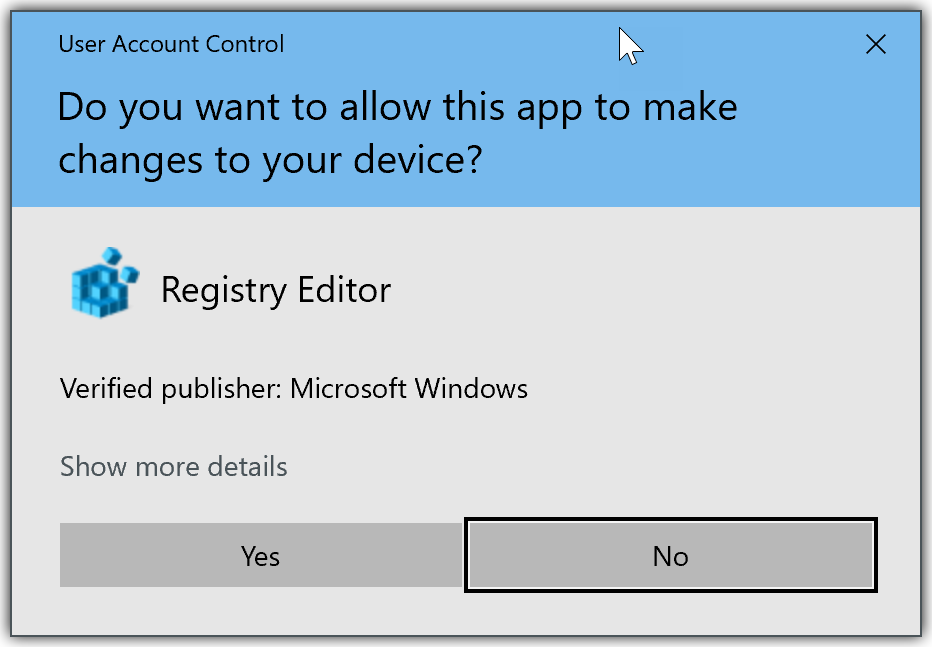 User Account Control
Do you want to allow this app to make
changes to your device?
Registry Editor
Verified publisher: Microsoft Windows
Show more details
Yes
No